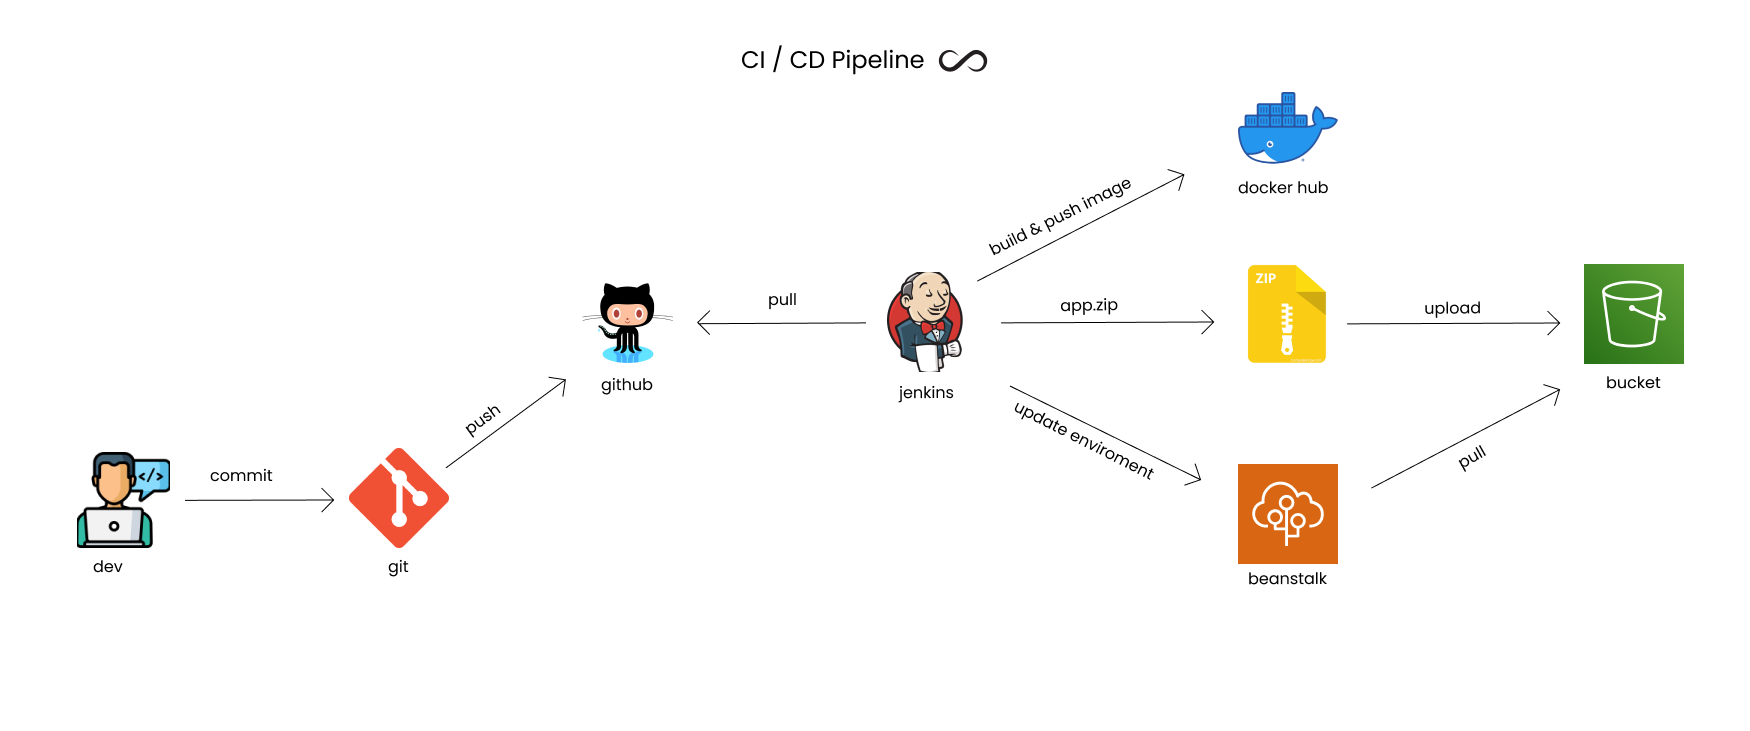 CI / CD Pipeline
docker hub
build & push image
ZIP
pull
app.zip
upload
github
jenkins
bucket
push
update enviroment
pull
</>
commit
dev
git
beanstalk